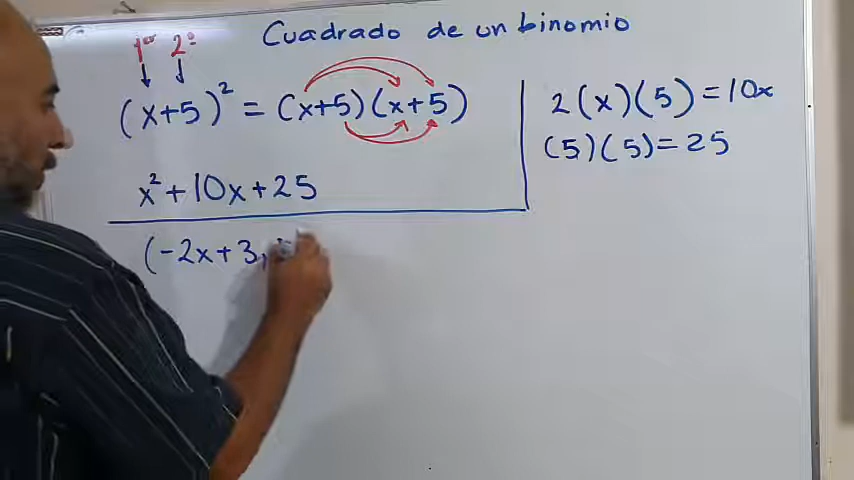 Cuadrado de un binomio
1er 2º
(x+5)² = (x+5)(x+5)
x² + 10x + 25
2(x)(5) = 10x
(5)(5) = 25
(-2x + 3,